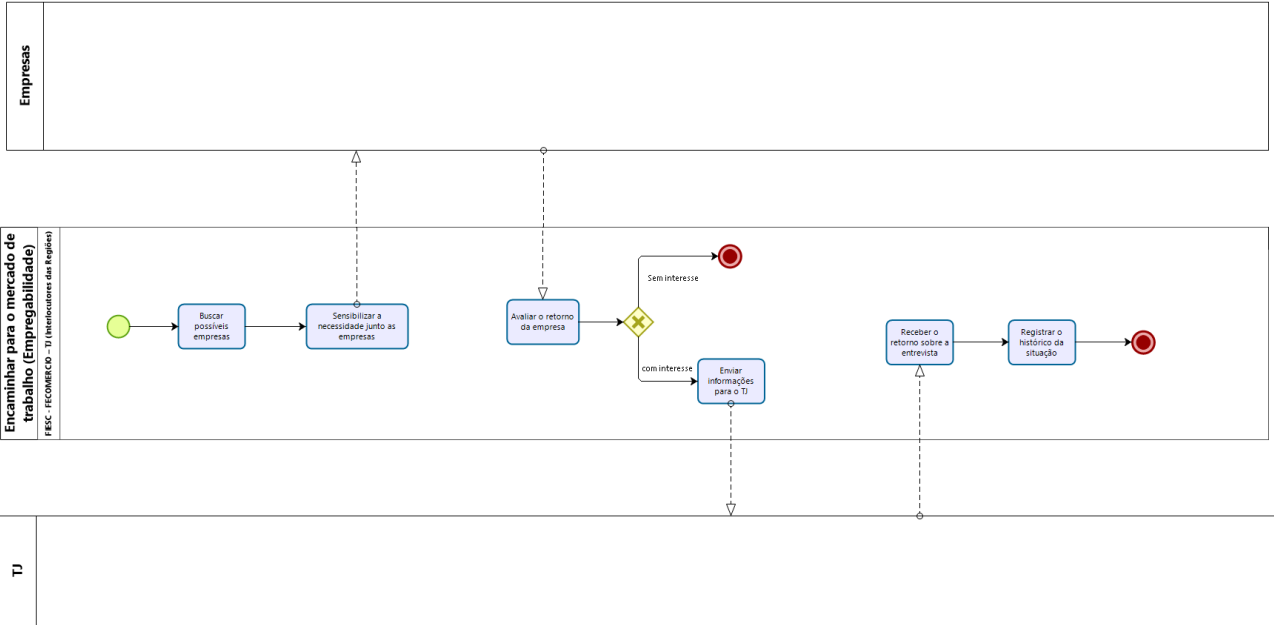 Empresas
Encaminhar para o mercado de
trabalho (Empregabilidade)
FIESC - FECOMERCIO – TJ (Interlocutores das Regiões)
Buscar
possíveis
empresas
Sensibilizar a
necessidade junto as
empresas
Avaliar o retorno
da empresa
Sem interesse
com interesse
Enviar
informações
para o TJ
Receber o
retorno sobre a
entrevista
Registrar o
histórico da
situação
TJ